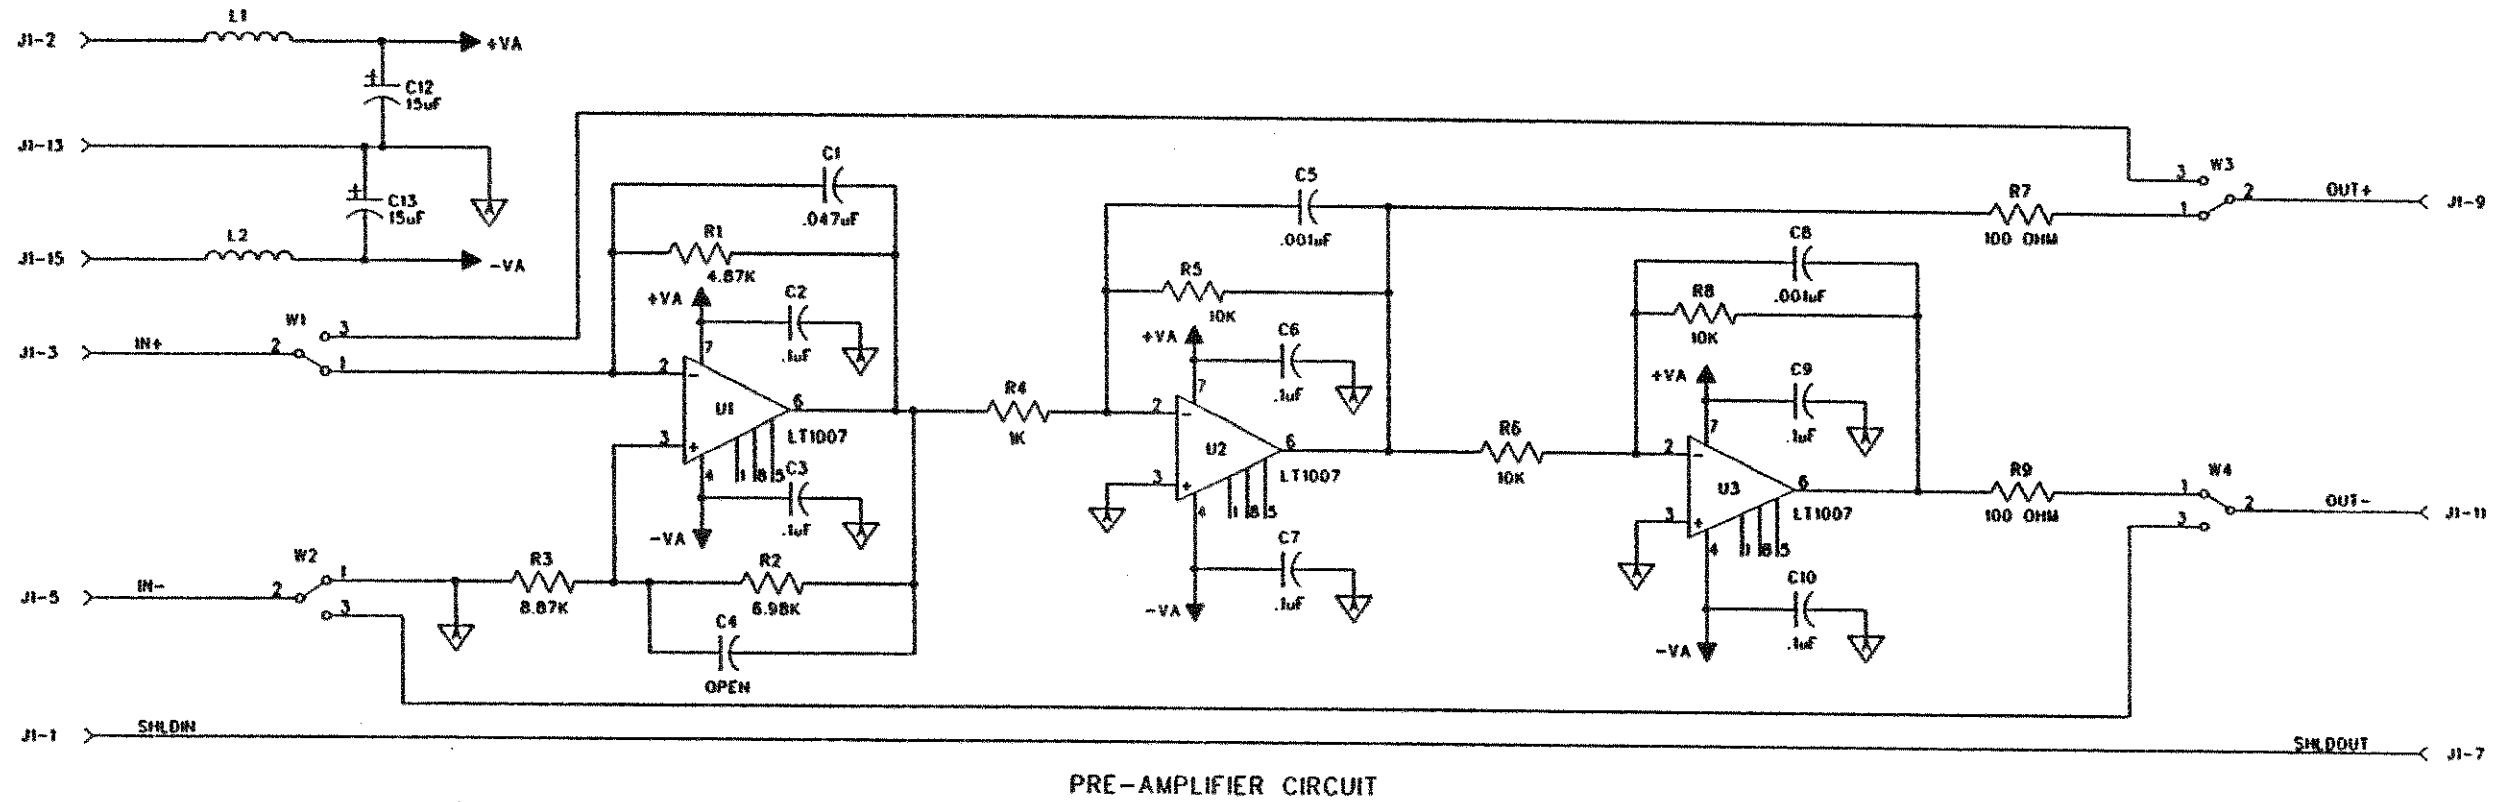 L1
J1-2
+VA
+
C12
15uF
J1-13
A
+
C13
15uF
L2
J1-15
-VA
W1
3
J1-3
IN+
2
1
C1
.047uF
R1
4.87K
+VA
C2
.1uF
A
7
2
-
U1
6
3
+
LT1007
4
1
8
5
C3
.1uF
A
-VA
W2
1
J1-5
IN-
2
3
A
R3
8.87K
R2
6.98K
C4
OPEN
R4
1K
C5
.001uF
R5
10K
+VA
C6
.1uF
A
7
2
-
U2
6
3
+
LT1007
A
4
1
8
5
C7
.1uF
A
-VA
R6
10K
C8
.001uF
R8
10K
+VA
C9
.1uF
A
7
2
-
U3
6
3
+
LT1007
A
4
1
8
5
C10
.1uF
A
-VA
R7
100 OHM
W3
3
2
1
OUT+
J1-9
R9
100 OHM
W4
1
2
3
OUT-
J1-11
J1-1
SHLDIN
SHLDOUT
J1-7
PRE-AMPLIFIER CIRCUIT